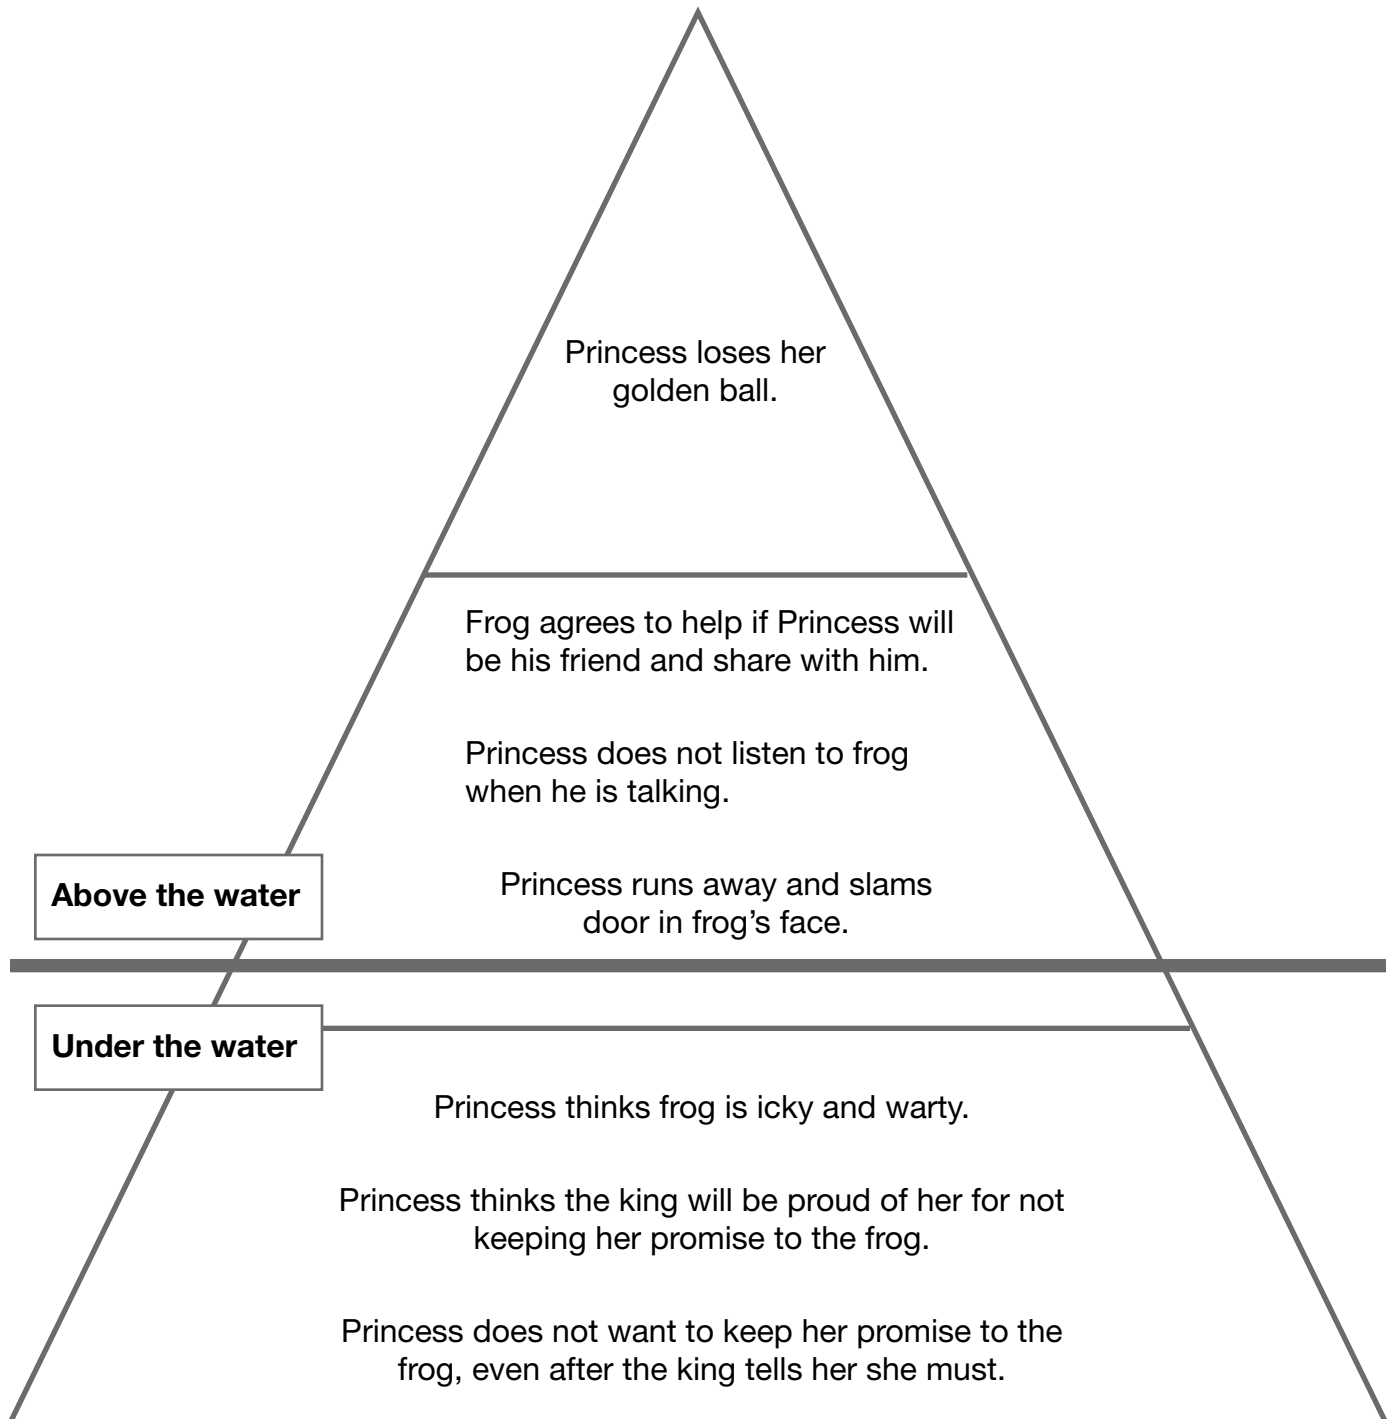 Princess loses her
golden ball.
Frog agrees to help if Princess will
be his friend and share with him.
Princess does not listen to frog
when he is talking.
Princess runs away and slams
door in frog’s face.
Above the water
Under the water
Princess thinks frog is icky and warty.
Princess thinks the king will be proud of her for not
keeping her promise to the frog.
Princess does not want to keep her promise to the
frog, even after the king tells her she must.